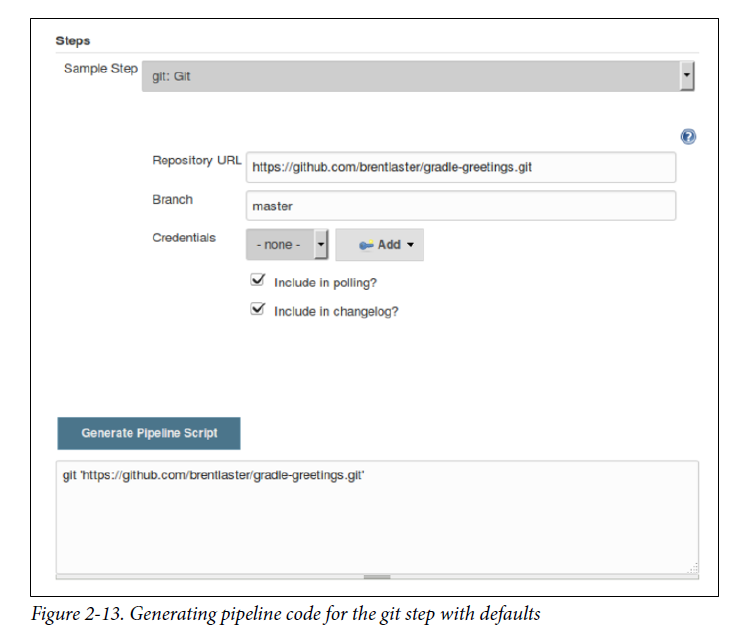 Steps
Sample Step git: Git
?
Repository URL https://github.com/brentlaster/gradle-greetings.git
Branch master
Credentials - none - Add
Include in polling?
Include in changelog?
Generate Pipeline Script
git 'https://github.com/brentlaster/gradle-greetings.git'
Figure 2-13. Generating pipeline code for the git step with defaults